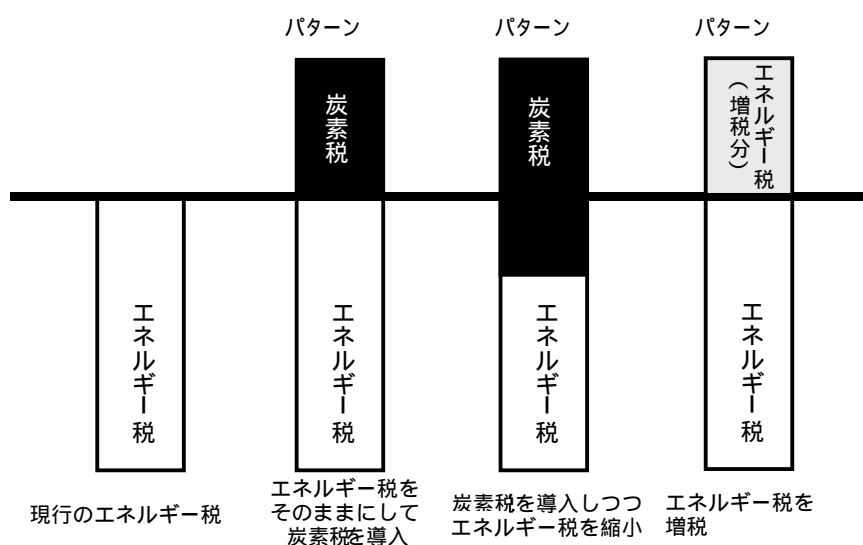 パターン
パターン
パターン
炭素税
炭素税
エネルギー税
(増税分)
エネルギー税
エネルギー税
エネルギー税
エネルギー税
現行のエネルギー税
エネルギー税を
そのままにして
炭素税を導入
炭素税を導入しつつ
エネルギー税を縮小
エネルギー税を
増税